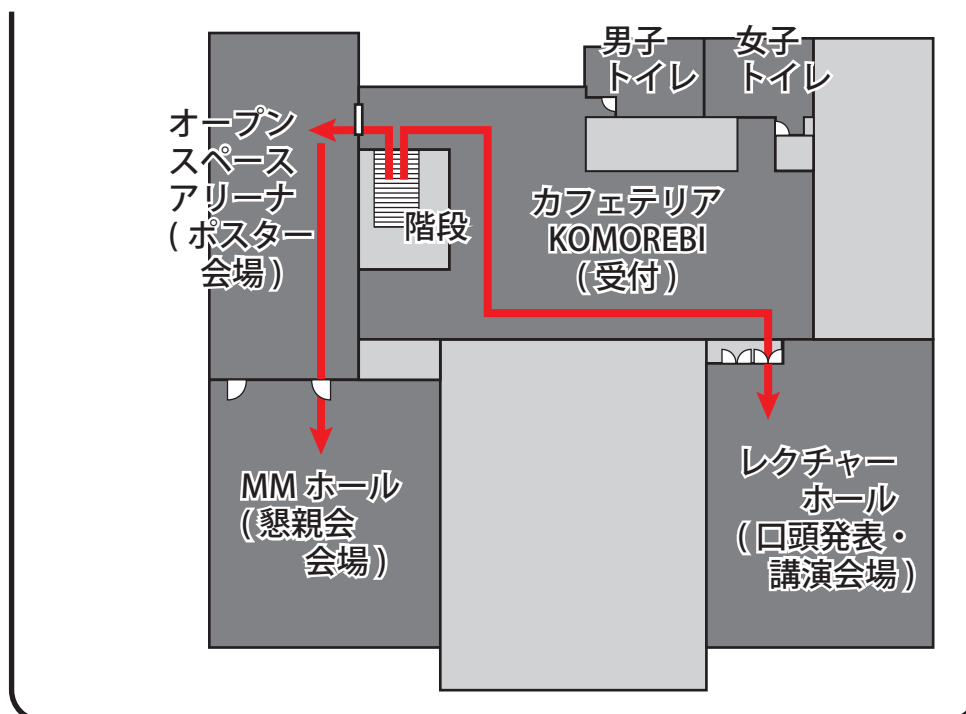 男子
トイレ
女子
トイレ
オープン
スペース
アリーナ
(ポスター
会場)
階段
カフェテリア
KOMOREBI
(受付)
MM ホール
(懇親会
会場)
レクチャー
ホール
(口頭発表・
講演会場)